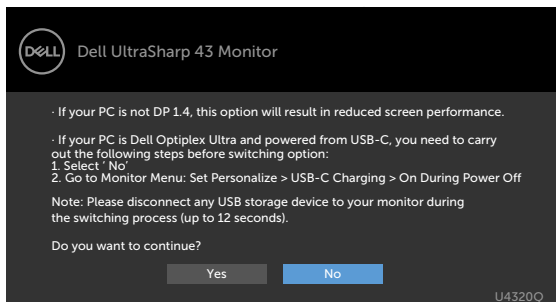 DELL Dell UltraSharp 43 Monitor
· If your PC is not DP 1.4, this option will result in reduced screen performance.
· If your PC is Dell Optiplex Ultra and powered from USB-C, you need to carry
out the following steps before switching option:
1. Select ' No'
2. Go to Monitor Menu: Set Personalize > USB-C Charging > On During Power Off
Note: Please disconnect any USB storage device to your monitor during
the switching process (up to 12 seconds).
Do you want to continue?
Yes No
U4320Q